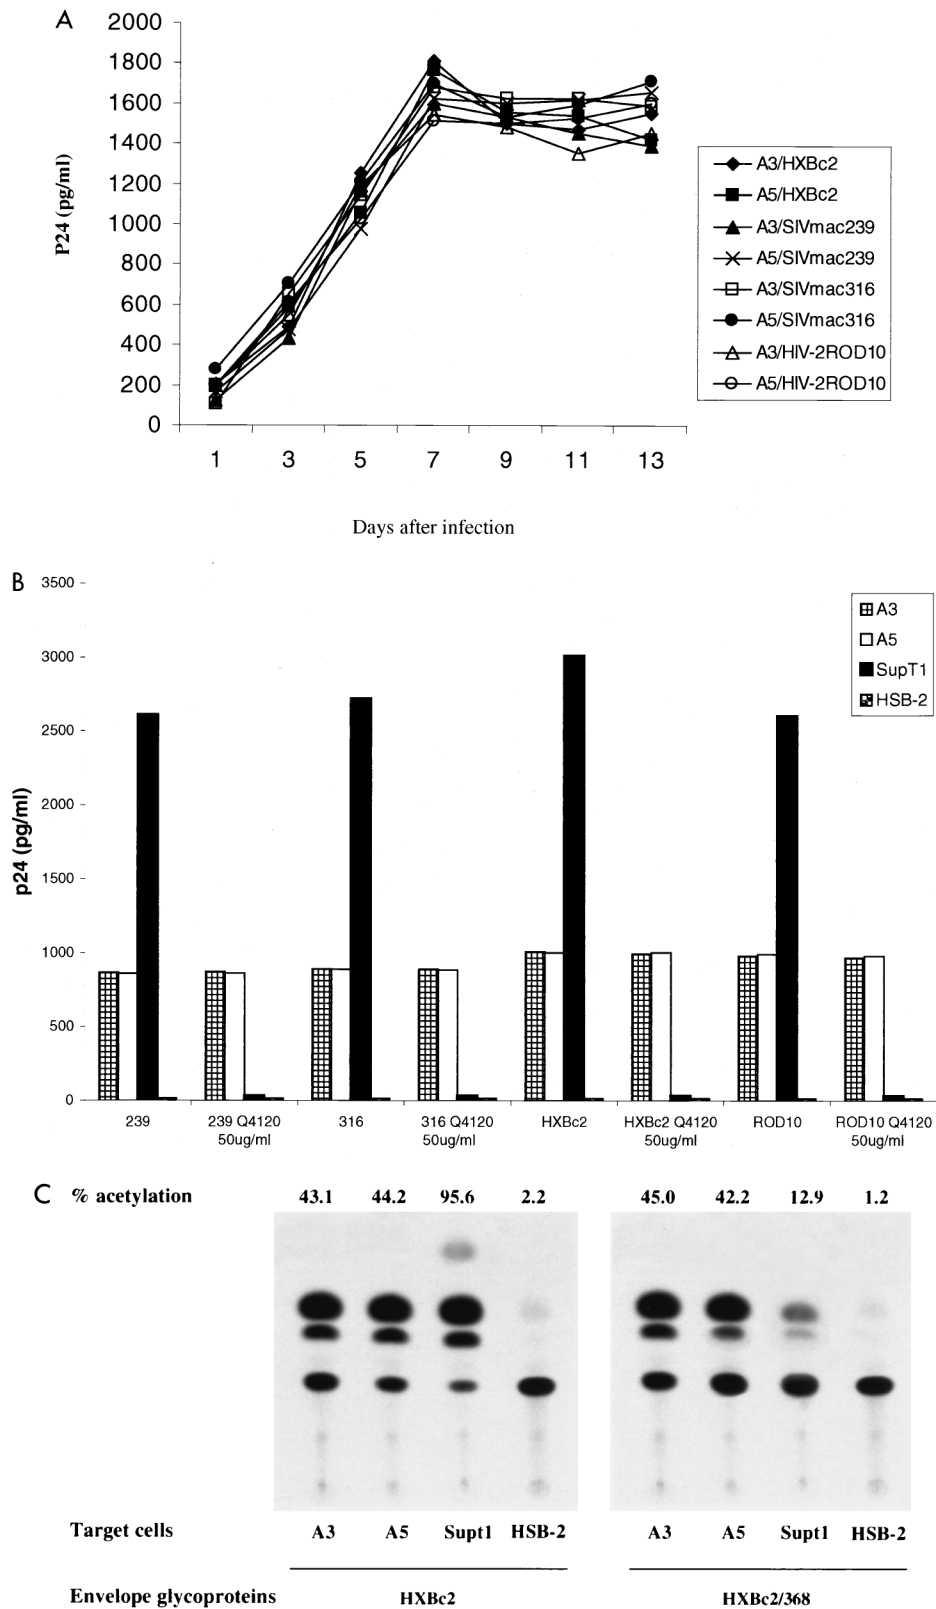 A
2000
1800
1600
1400
1200
1000
800
600
400
200
0
P24 (pg/ml)
1 3 5 7 9 11 13
Days after infection
A3/HXBc2
A5/HXBc2
A3/SIVmac239
A5/SIVmac239
A3/SIVmac316
A5/SIVmac316
A3/HIV-2ROD10
A5/HIV-2ROD10
B
3500
3000
2500
2000
1500
1000
500
0
p24 (pg/ml)
A3
A5
SupT1
HSB-2
239 239 Q4120 316 316 Q4120 HXBc2 HXBc2 Q4120 ROD10 ROD10 Q4120
50ug/ml 50ug/ml 50ug/ml 50ug/ml
C % acetylation 43.1 44.2 95.6 2.2 45.0 42.2 12.9 1.2
Target cells A3 A5 Supt1 HSB-2 A3 A5 Supt1 HSB-2
Envelope glycoproteins HXBc2 HXBc2/368